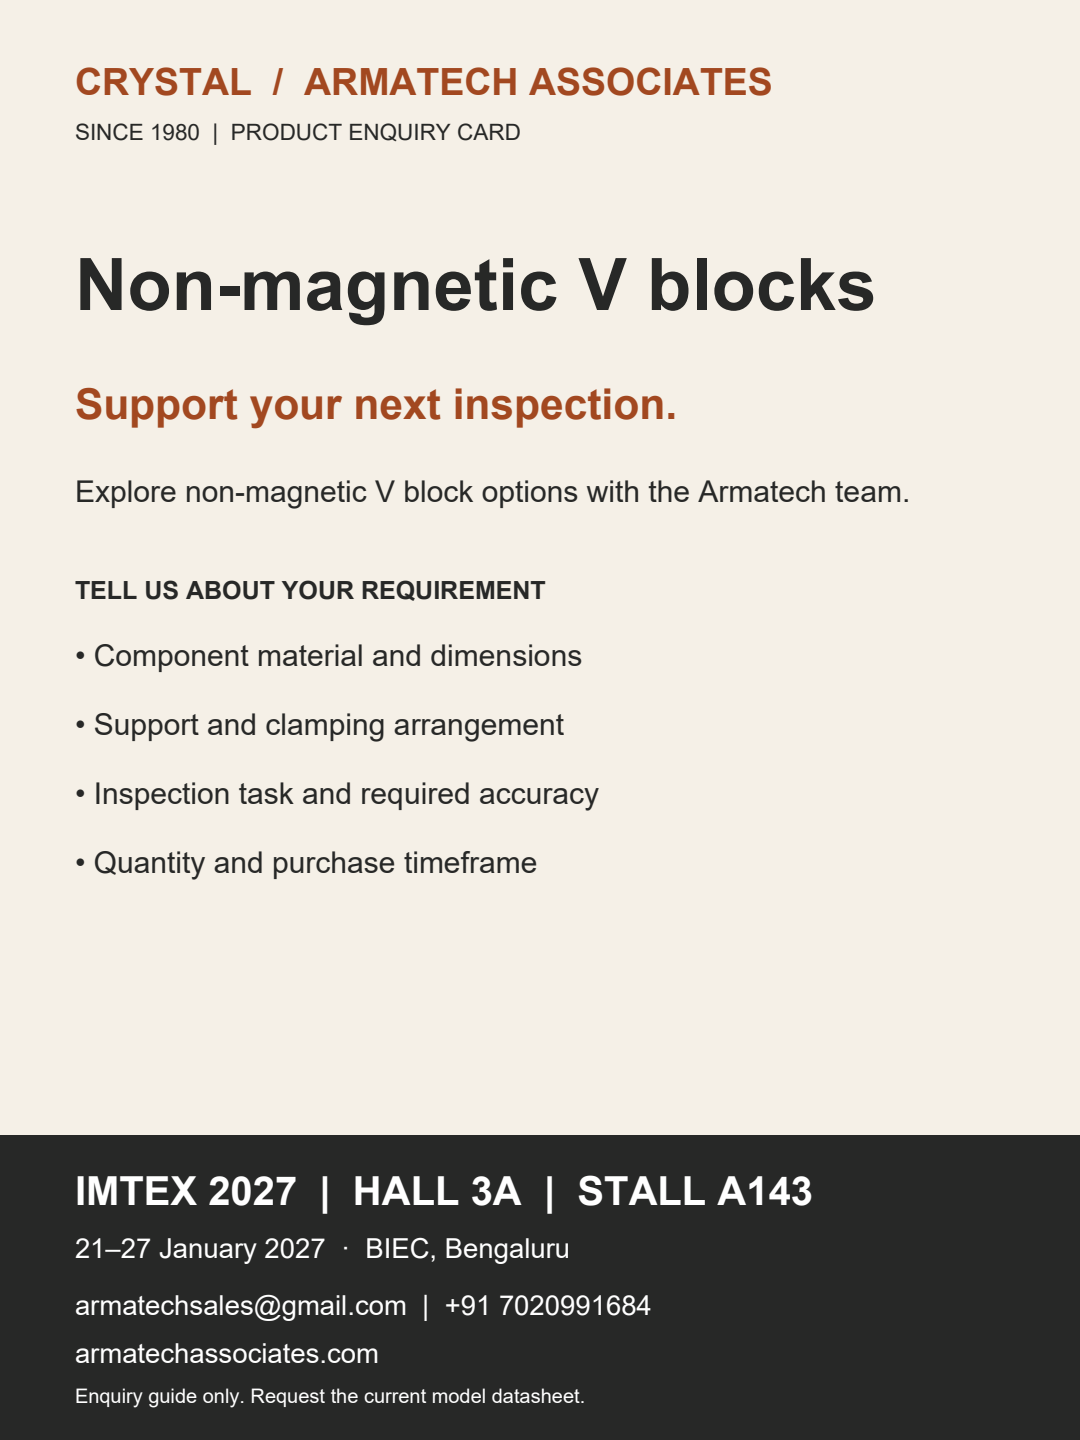 CRYSTAL / ARMATECH ASSOCIATES
SINCE 1980 | PRODUCT ENQUIRY CARD
Non-magnetic V blocks
Support your next inspection.
Explore non-magnetic V block options with the Armatech team.
TELL US ABOUT YOUR REQUIREMENT
• Component material and dimensions
• Support and clamping arrangement
• Inspection task and required accuracy
• Quantity and purchase timeframe
IMTEX 2027 | HALL 3A | STALL A143
21–27 January 2027 · BIEC, Bengaluru
armatechsales@gmail.com | +91 7020991684
armatechassociates.com
Enquiry guide only. Request the current model datasheet.